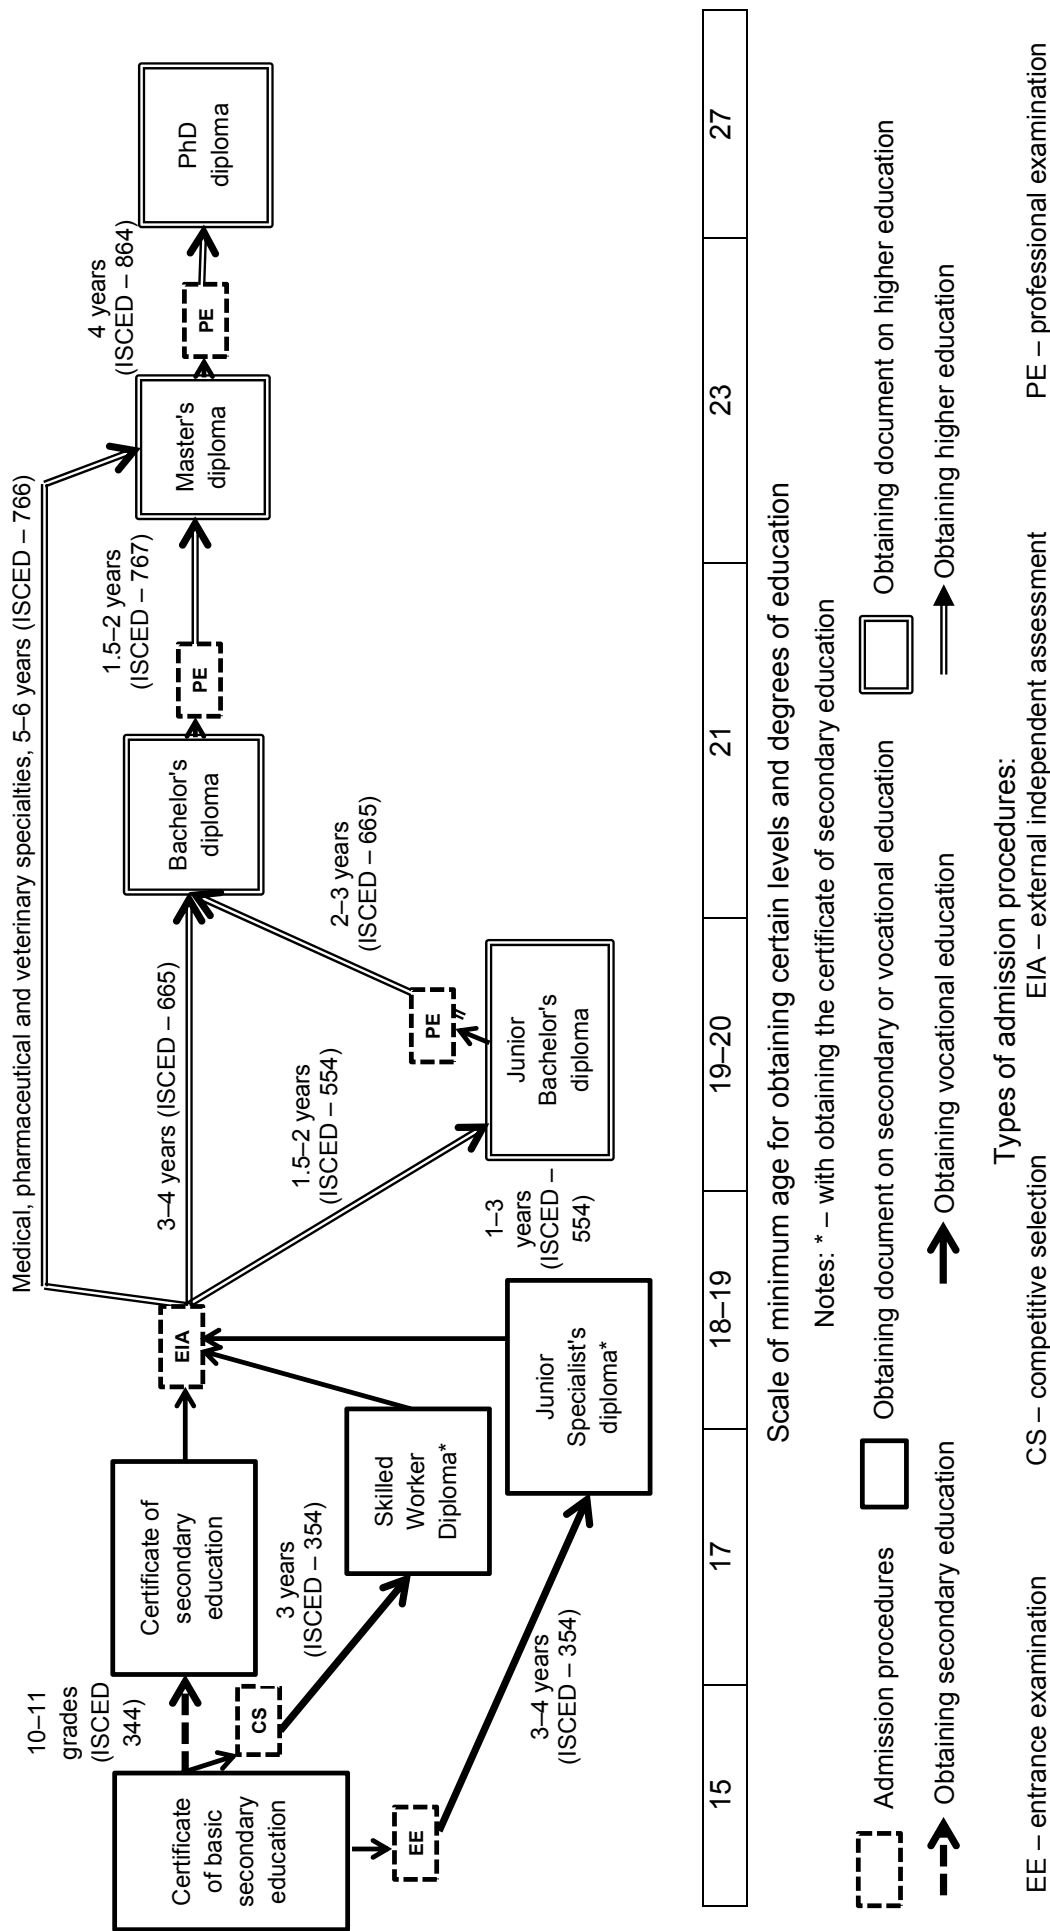 Medical, pharmaceutical and veterinary specialties, 5–6 years (ISCED – 766)
10–11
grades
(ISCED
344)
Certificate of basic
secondary
education
Certificate of
secondary
education
EIA
3–4 years (ISCED – 665)
Bachelor's
diploma
PE
1.5–2 years
(ISCED – 767)
Master's
diploma
PE
4 years
(ISCED – 864)
PhD
diploma
CS
3 years
(ISCED – 354)
Skilled
Worker
Diploma*
1.5–2 years
(ISCED – 554)
PE
2–3 years
(ISCED – 665)
EE
3–4 years
(ISCED – 354)
Junior
Specialist's
diploma*
1–3
years
(ISCED –
554)
Junior
Bachelor's
diploma
15 17 18–19 19–20 21 23 27
Scale of minimum age for obtaining certain levels and degrees of education
Notes: * – with obtaining the certificate of secondary education
Admission procedures Obtaining document on secondary or vocational education Obtaining document on higher education
Obtaining secondary education Obtaining vocational education Obtaining higher education
Types of admission procedures:
EE – entrance examination CS – competitive selection EIA – external independent assessment PE – professional examination